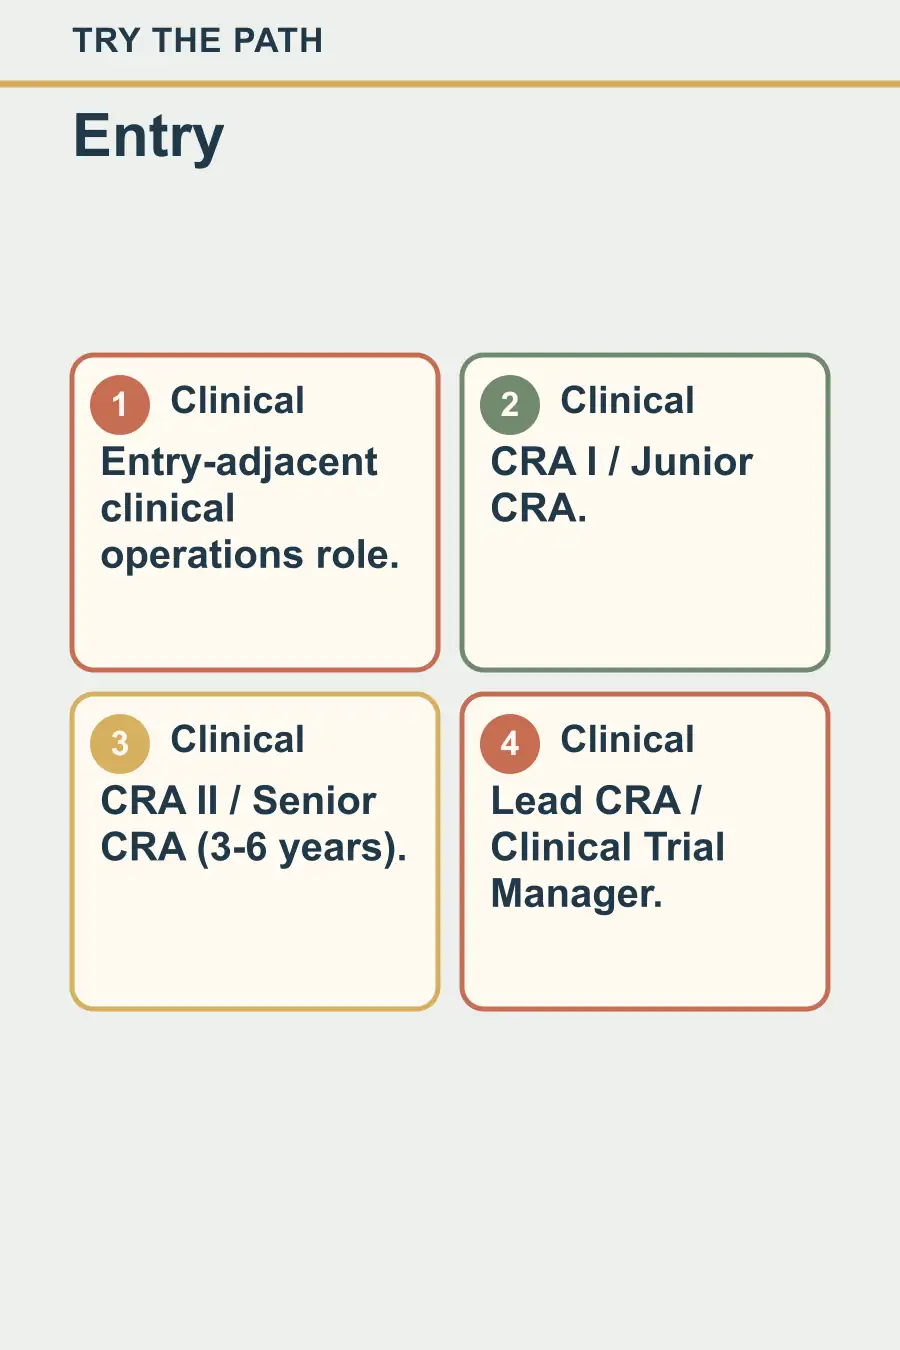 TRY THE PATH
Entry
1 Clinical
Entry-adjacent
clinical
operations role.
2 Clinical
CRA I / Junior
CRA.
3 Clinical
CRA II / Senior
CRA (3-6 years).
4 Clinical
Lead CRA /
Clinical Trial
Manager.